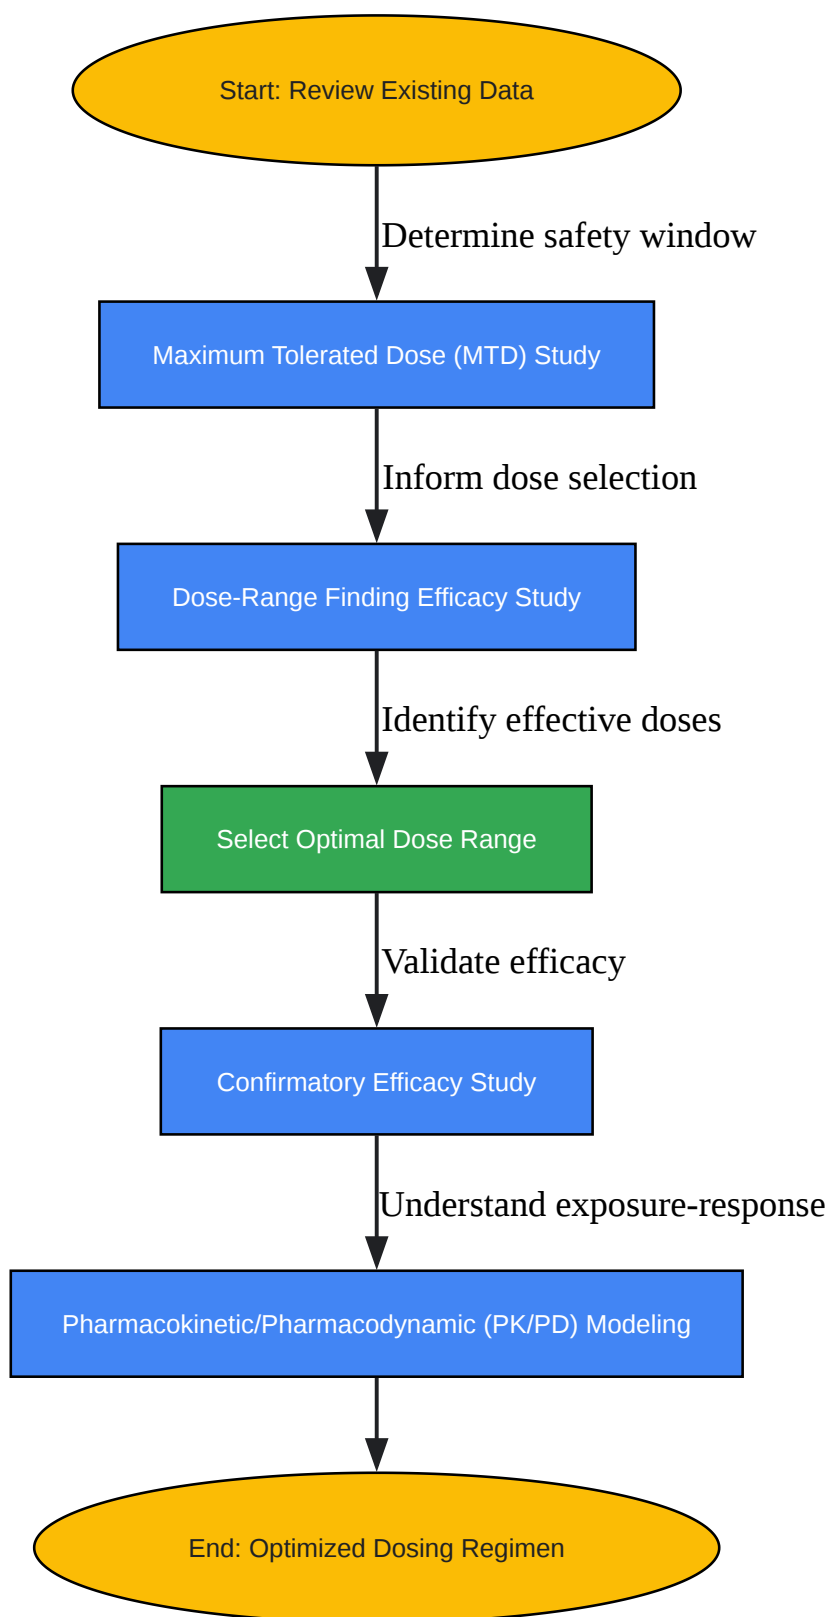 Start: Review Existing Data
Determine safety window
Maximum Tolerated Dose (MTD) Study
Inform dose selection
Dose-Range Finding Efficacy Study
Identify effective doses
Select Optimal Dose Range
Validate efficacy
Confirmatory Efficacy Study
Understand exposure-response
Pharmacokinetic/Pharmacodynamic (PK/PD) Modeling
End: Optimized Dosing Regimen